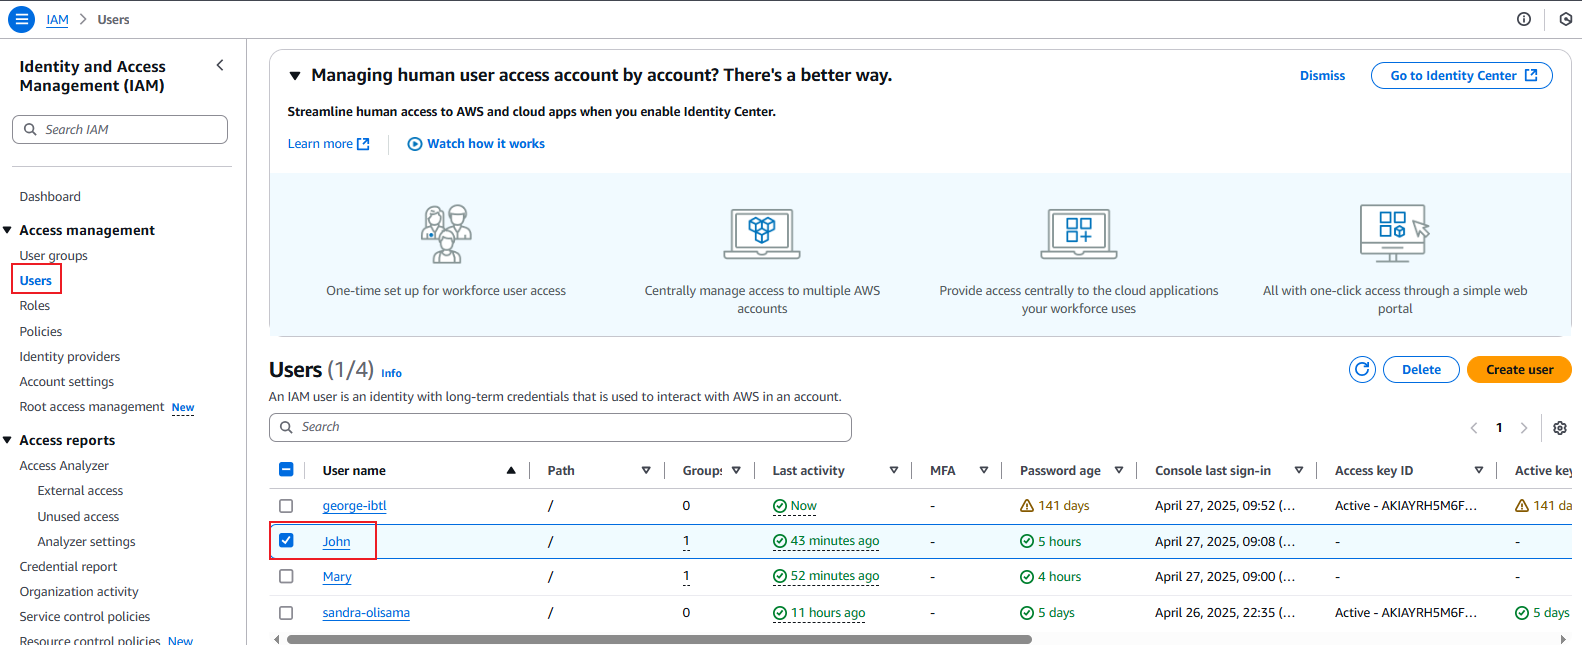 IAM > Users
Identity and Access
Management (IAM)
Search IAM
Dashboard
Access management
User groups
Users
Roles
Policies
Identity providers
Account settings
Root access management New
Access reports
Access Analyzer
External access
Unused access
Analyzer settings
Credential report
Organization activity
Service control policies
Resource control policies New
Managing human user access account by account? There's a better way.
Dismiss
Go to Identity Center
Streamline human access to AWS and cloud apps when you enable Identity Center.
Learn more
Watch how it works
One-time set up for workforce user access
Centrally manage access to multiple AWS
accounts
Provide access centrally to the cloud applications
your workforce uses
All with one-click access through a simple web
portal
Users (1/4) Info
Delete
Create user
An IAM user is an identity with long-term credentials that is used to interact with AWS in an account.
Search
1
User name Path Groups Last activity MFA Password age Console last sign-in Access key ID Active key
george-ibtl / 0 Now - 141 days April 27, 2025, 09:52 (... Active - AKIAYRH5M6F... 141 da
John / 1 43 minutes ago - 5 hours April 27, 2025, 09:08 (... - -
Mary / 1 52 minutes ago - 4 hours April 27, 2025, 09:00 (... - -
sandra-olisama / 0 11 hours ago - 5 days April 26, 2025, 22:35 (... Active - AKIAYRH5M6F... 5 days